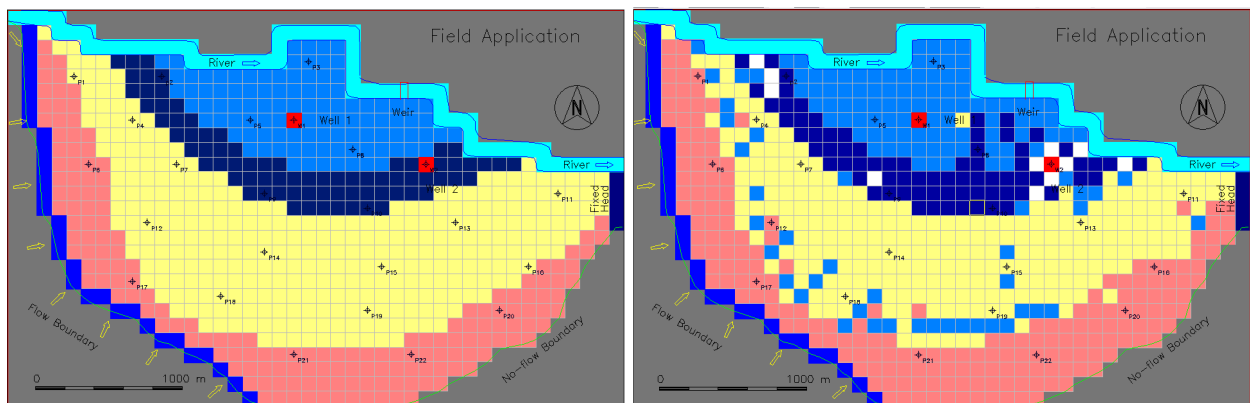 Field Application
River
P3
P1
P2
N
Weir
P4
P5
Well 1
P6
P7
River
Well 2
P11
Fixed
Head
P12
P13
P14
P15
P16
P17
P18
P19
P20
Flow Boundary
P21
P22
No-flow Boundary
0
1000 m
Field Application
River
P3
P1
N
Weir
P4
P5
Well
P6
River
Well 2
P11
Fixed
Head
P12
P13
P14
P15
P16
P17
P18
P19
P20
Flow Boundary
P21
P22
No-flow Boundary
0
1000 m